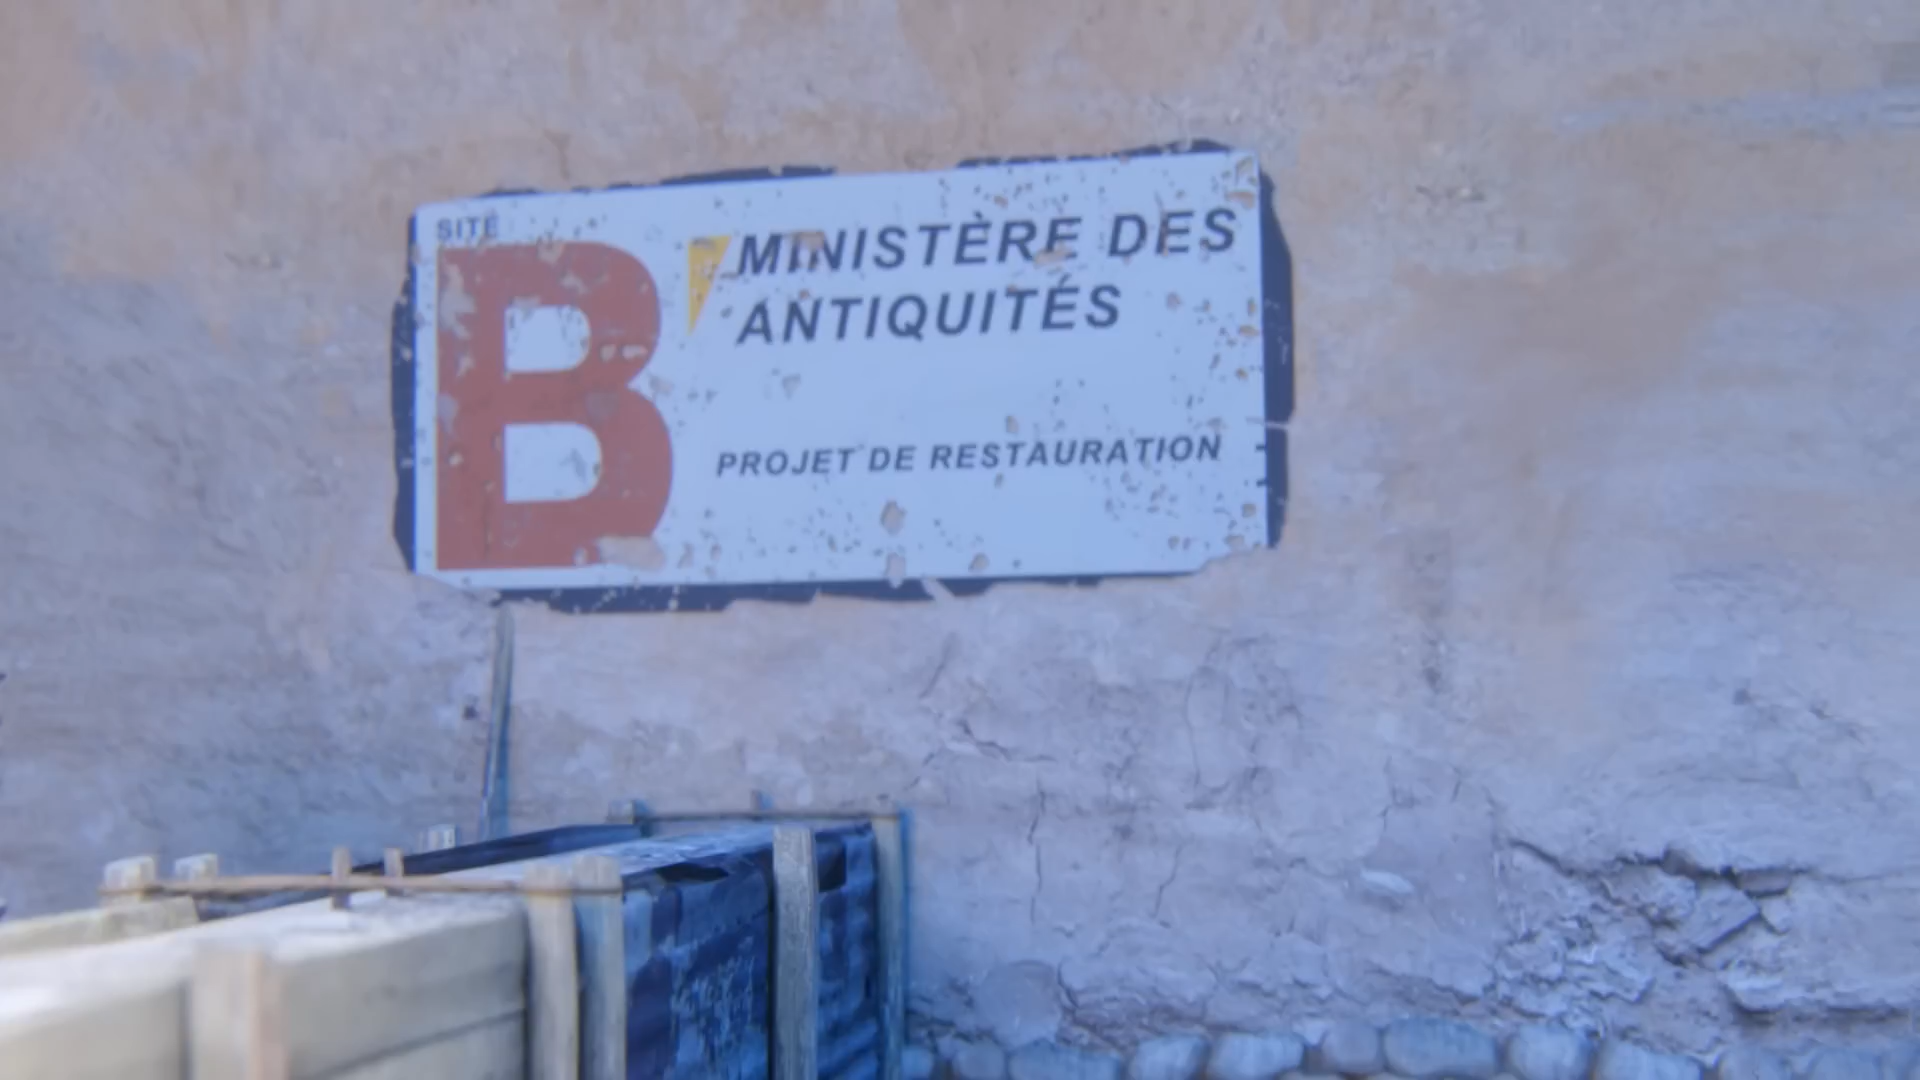 SITE
B
MINISTÈRE DES
ANTIQUITÉS
PROJET DE RESTAURATION